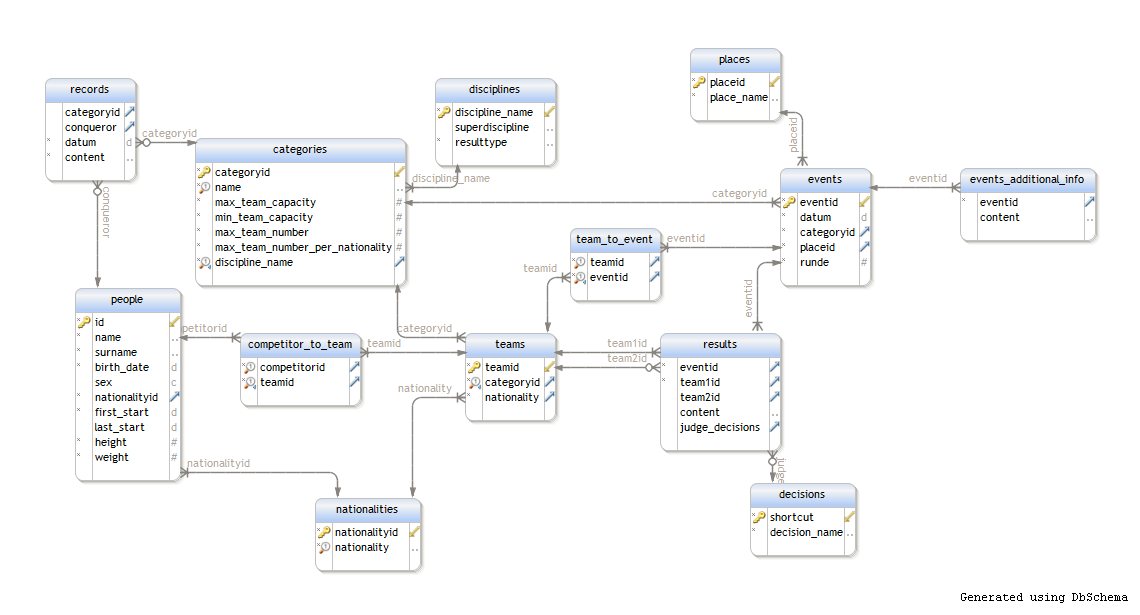 places
placeid
place_name
records
categoryid
conqueror
datum
d
content
disciplines
discipline_name
superdiscipline
resulttype
categoryid
placeid
categories
categoryid
name
max_team_capacity #
min_team_capacity #
max_team_number #
max_team_number_per_nationality #
discipline_name
discipline_name
categoryid
conqueror
events
eventid
datum d
categoryid
placeid
runde #
eventid
events_additional_info
eventid
content
team_to_event
teamid
eventid
eventid
teamid
eventid
people
id
name
surname
birth_date d
sex c
nationalityid
first_start d
last_start d
height #
weight #
petitorid
competitor_to_team
competitorid
teamid
teamid
categoryid
teams
teamid
categoryid
nationality
team1id
team2id
results
eventid
team1id
team2id
content
judge_decisions
nationality
nationalityid
judge
nationalities
nationalityid
nationality
decisions
shortcut
decision_name
Generated using DbSchema